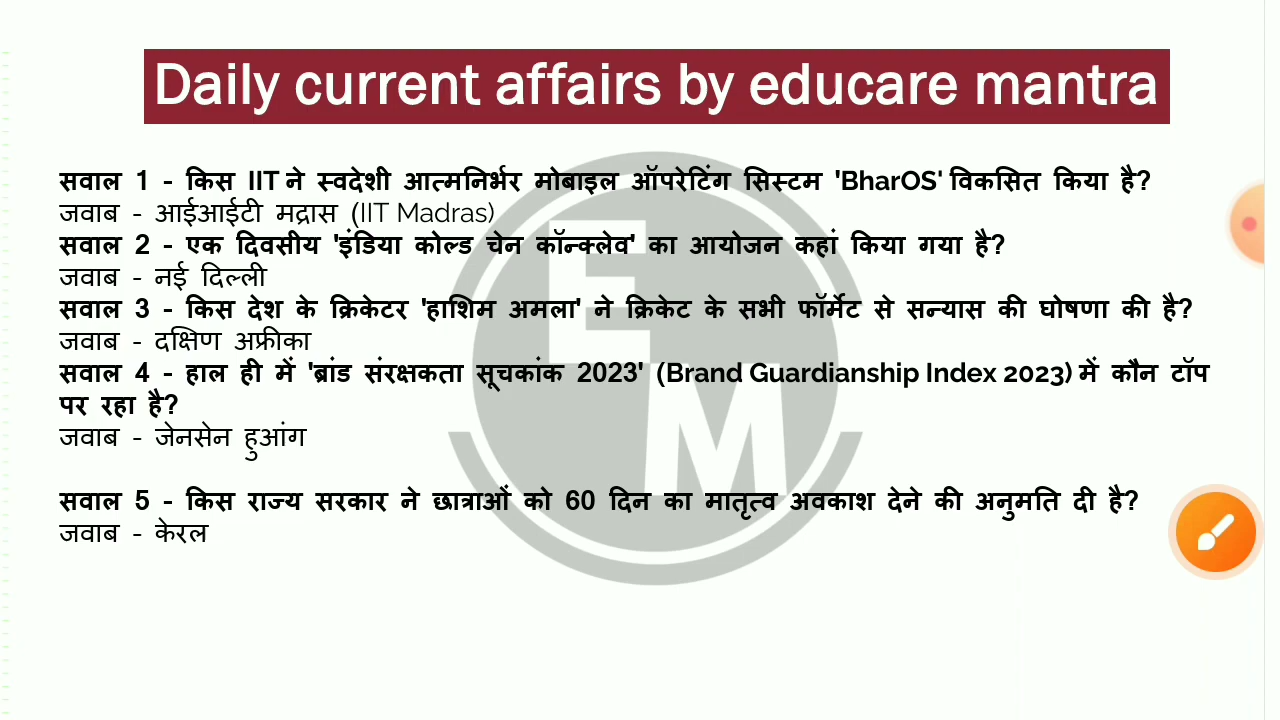 Daily current affairs by educare mantra
सवाल 1 - किस IIT ने स्वदेशी आत्मनिर्भर मोबाइल ऑपरेटिंग सिस्टम 'BharOS' विकसित किया है?
जवाब - आईआईटी मद्रास (IIT Madras)
सवाल 2 - एक दिवसीय 'इंडिया कोल्ड चेन कॉन्क्लेव' का आयोजन कहां किया गया है?
जवाब - नई दिल्ली
सवाल 3 - किस देश के क्रिकेटर 'हाशिम अमला' ने क्रिकेट के सभी फॉर्मेट से सन्यास की घोषणा की है?
जवाब - दक्षिण अफ्रीका
सवाल 4 - हाल ही में 'ब्रांड संरक्षकता सूचकांक 2023' (Brand Guardianship Index 2023) में कौन टॉप
पर रहा है?
जवाब - जेनसेन हुआंग
सवाल 5 - किस राज्य सरकार ने छात्राओं को 60 दिन का मातृत्व अवकाश देने की अनुमति दी है?
जवाब - केरल
EM